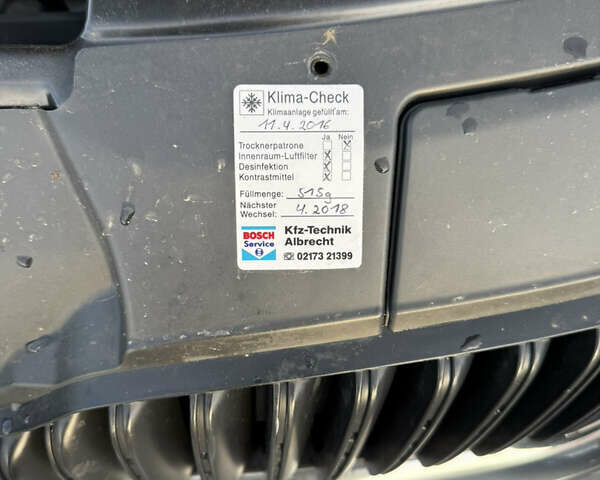 Klima-Check
Klimaanlage gefüllt am:
11.4.2016
Ja Nein
Trocknerpatrone X
Innenraum-Luftfilter X
Desinfektion X
Kontrastmittel X
Füllmenge: 515g
Nächster
Wechsel: 4.2018
BOSCH
Service
Kfz-Technik
Albrecht
02173 21399